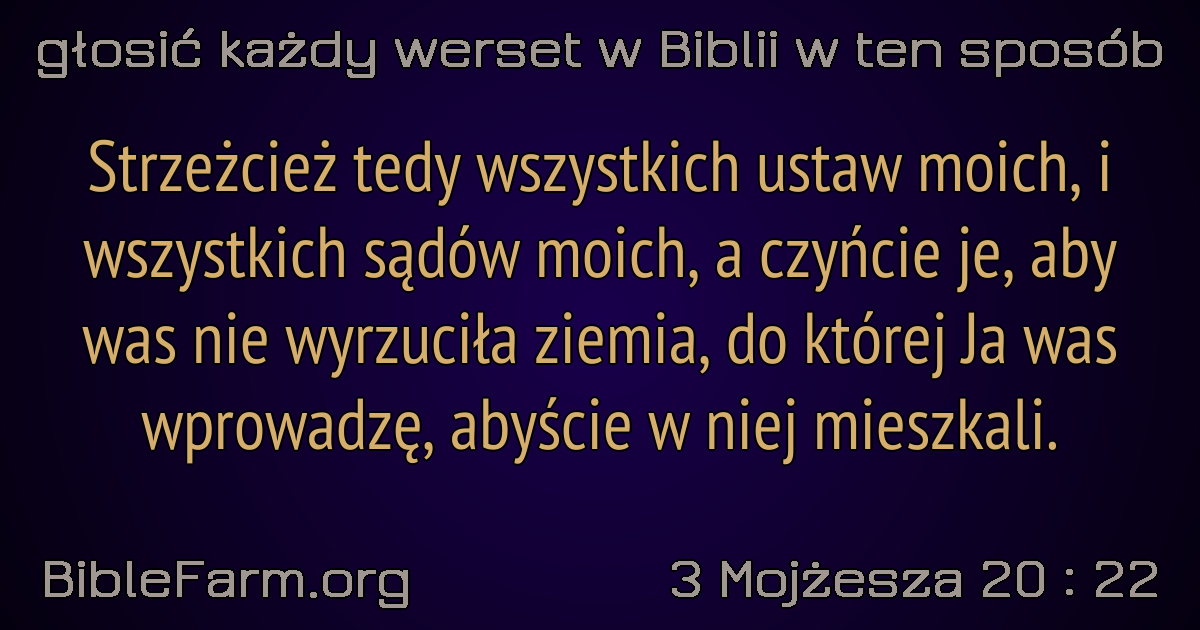 głosić każdy werset w Biblii w ten sposób
Strzeżcież tedy wszystkich ustaw moich, i
wszystkich sądów moich, a czyńcie je, aby
was nie wyrzuciła ziemia, do której Ja was
wprowadzę, abyście w niej mieszkali.
BibleFarm.org
3 Mojżesza 20 : 22